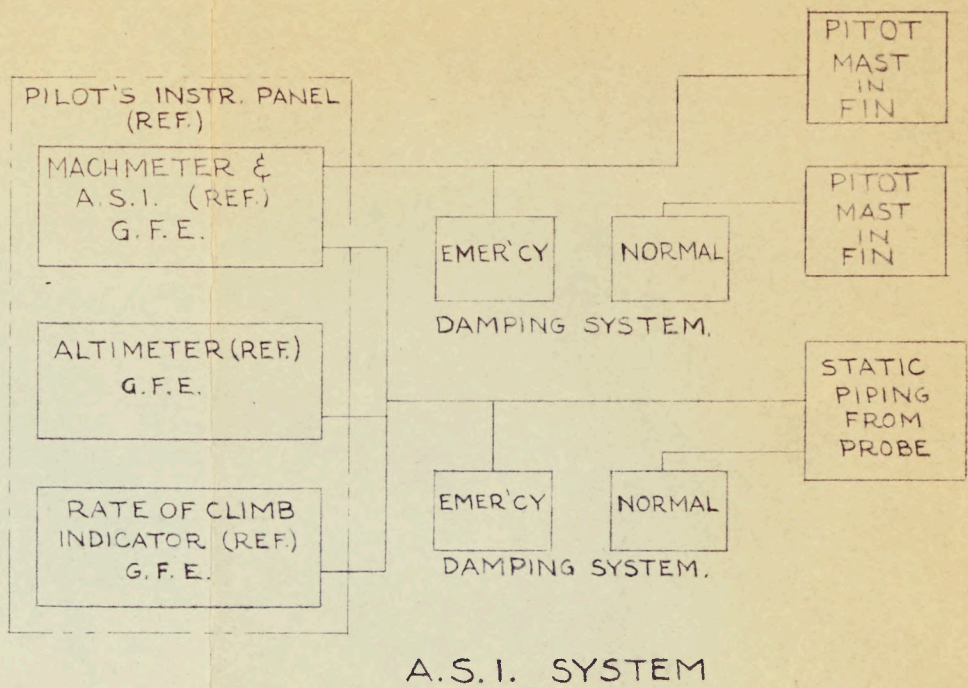 PILOT'S INSTR. PANEL
(REF.)
MACHMETER &
A.S.I. (REF.)
G.F.E.
ALTIMETER (REF.)
G.F.E.
RATE OF CLIMB
INDICATOR (REF.)
G.F.E.
EMER'CY
NORMAL
DAMPING SYSTEM.
EMER'CY
NORMAL
DAMPING SYSTEM.
PITOT
MAST
IN
FIN
PITOT
MAST
IN
FIN
STATIC
PIPING
FROM
PROBE
A.S.I. SYSTEM